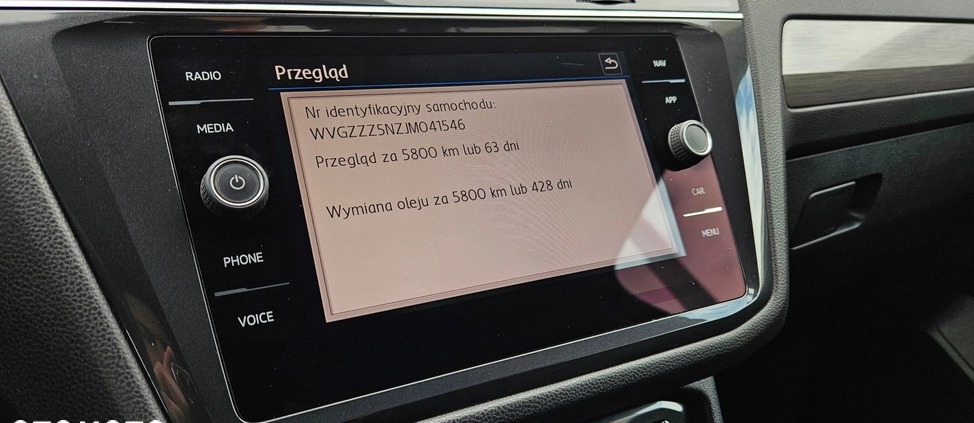 RADIO
MEDIA
PHONE
VOICE
Przegląd
Nr identyfikacyjny samochodu:
WVGZZZ5NZJM041546
Przegląd za 5800 km lub 63 dni
Wymiana oleju za 5800 km lub 428 dni
NAV
APP
CAR
MENU